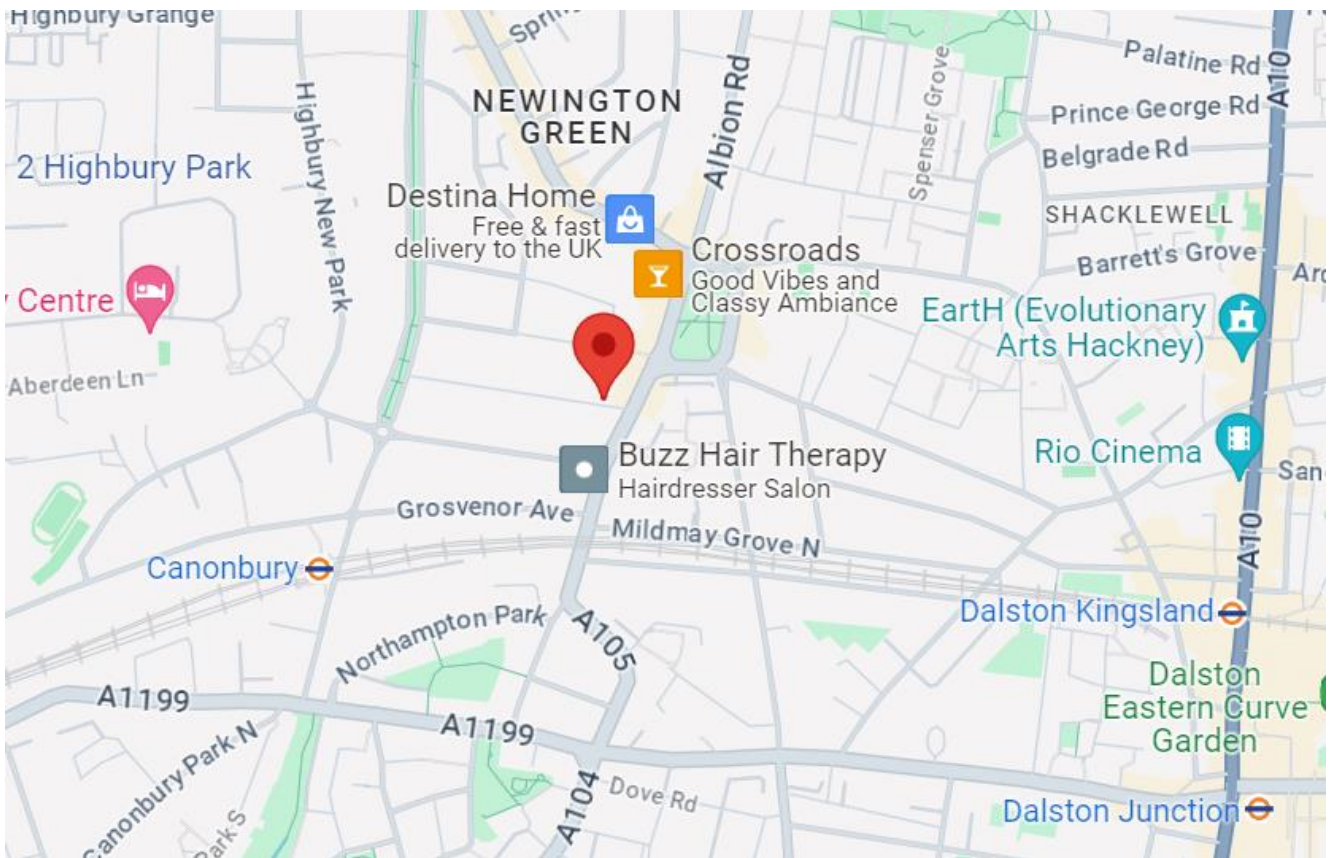 Highbury Grange
Albion Rd
Spenser Grove
Palatine Rd
A10
Prince George Rd
Belgrade Rd
NEWINGTON
GREEN
Highbury New Park
2 Highbury Park
Destina Home
Free & fast
delivery to the UK
SHACKLEWELL
Crossroads
Good Vibes and
Classy Ambiance
Barrett's Grove
Centre
EartH (Evolutionary
Arts Hackney)
Aberdeen Ln
Buzz Hair Therapy
Hairdresser Salon
Rio Cinema
Grosvenor Ave
Mildmay Grove N
A10
Canonbury
Northampton Park
A105
Dalston Kingsland
Dalston
Eastern Curve
Garden
A1199
A1199
Canonbury Park N
Park S
A104
Dove Rd
Dalston Junction